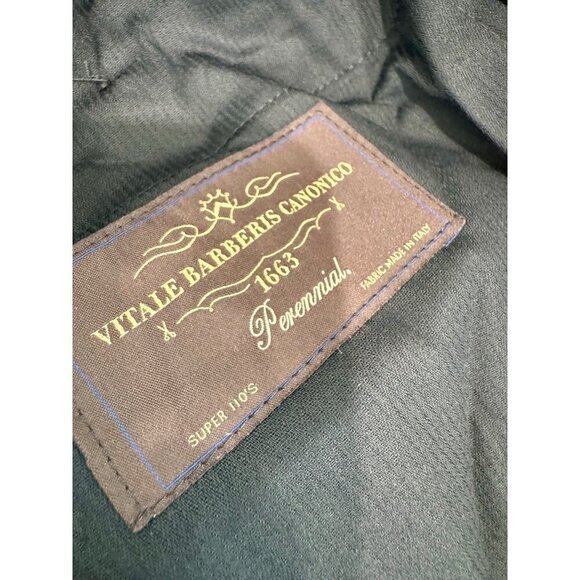 VITALE BARBERIS CANONICO
1663
Perennial.
SUPER 110'S
FABRIC MADE IN ITALY